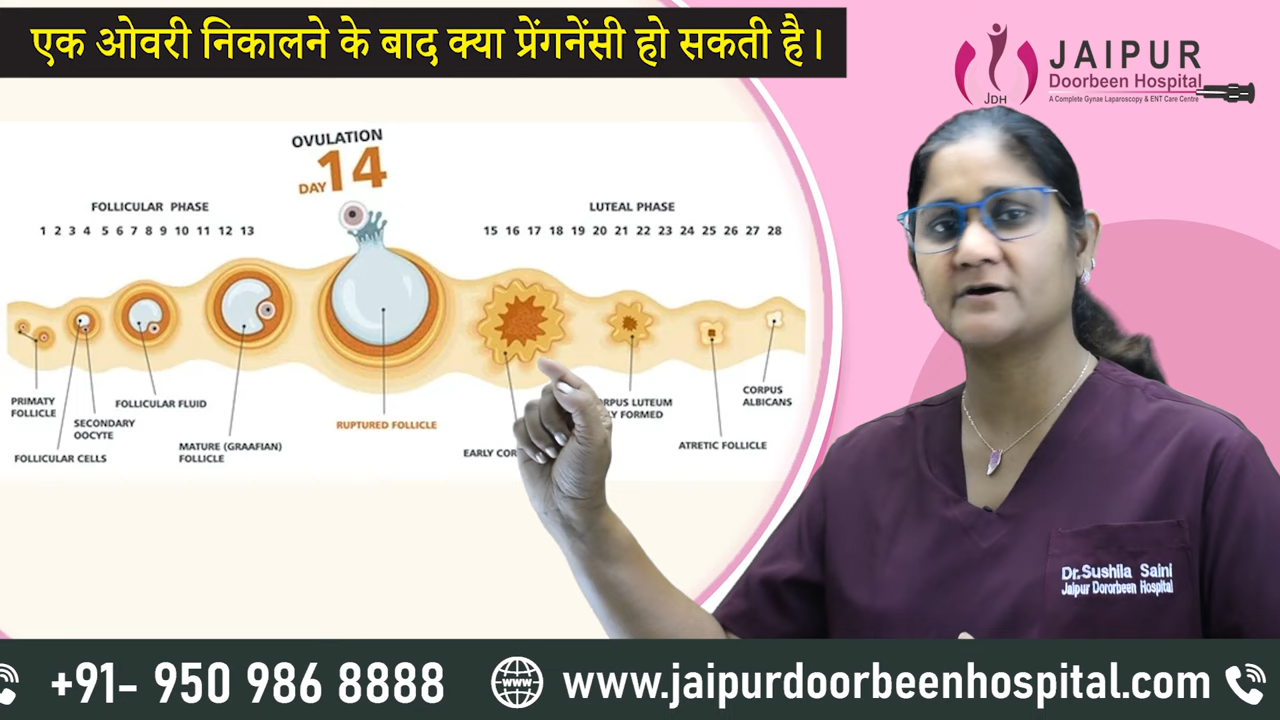 एक ओवरी निकालने के बाद क्या प्रेंगनेंसी हो सकती है।
JAIPUR
Doorbeen Hospital
A Complete Gynae Laparoscopy & ENT Care Centre
JDH
OVULATION
DAY 14
FOLLICULAR PHASE
1 2 3 4 5 6 7 8 9 10 11 12 13
LUTEAL PHASE
15 16 17 18 19 20 21 22 23 24 25 26 27 28
PRIMATY
FOLLICLE
FOLLICULAR CELLS
SECONDARY
OOCYTE
FOLLICULAR FLUID
MATURE (GRAAFIAN)
FOLLICLE
RUPTURED FOLLICLE
EARLY COR
RPUS LUTEUM
Y FORMED
ATRETIC FOLLICLE
CORPUS
ALBICANS
Dr.Sushila Saini
Jaipur Dororbeen Hospital
+91- 950 986 8888
www
www.jaipurdoorbeenhospital.com